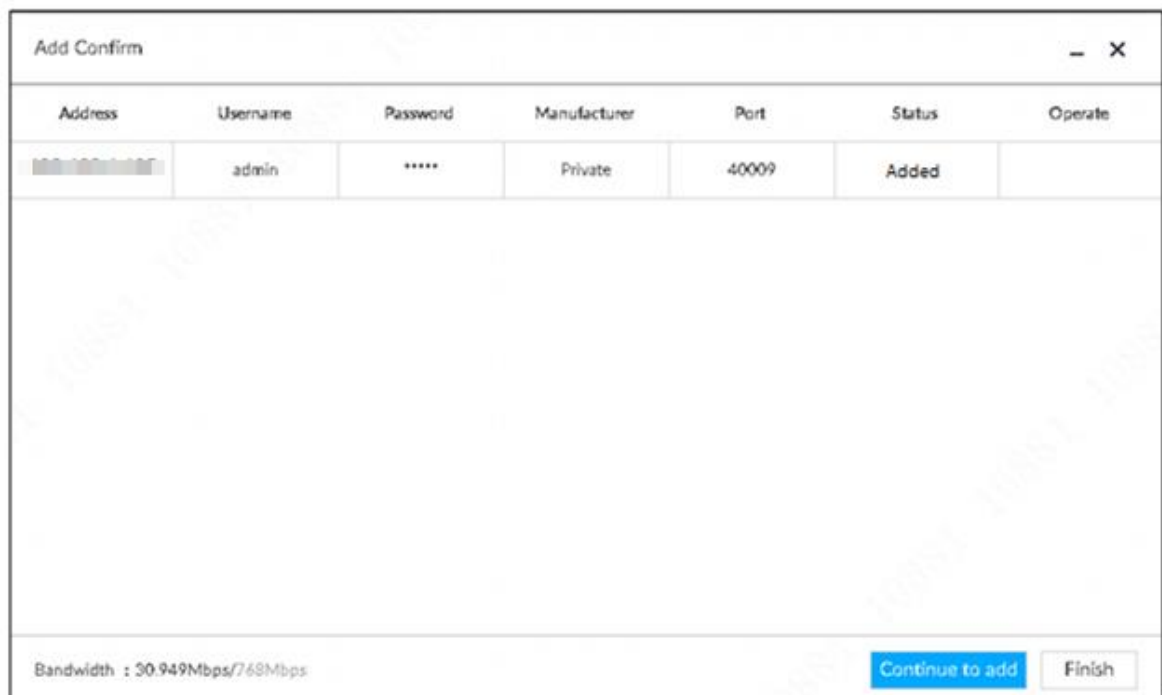 Add Confirm
Address Username Password Manufacturer Port Status Operate
admin ***** Private 40009 Added
Bandwidth : 30.949Mbps/768Mbps Continue to add Finish